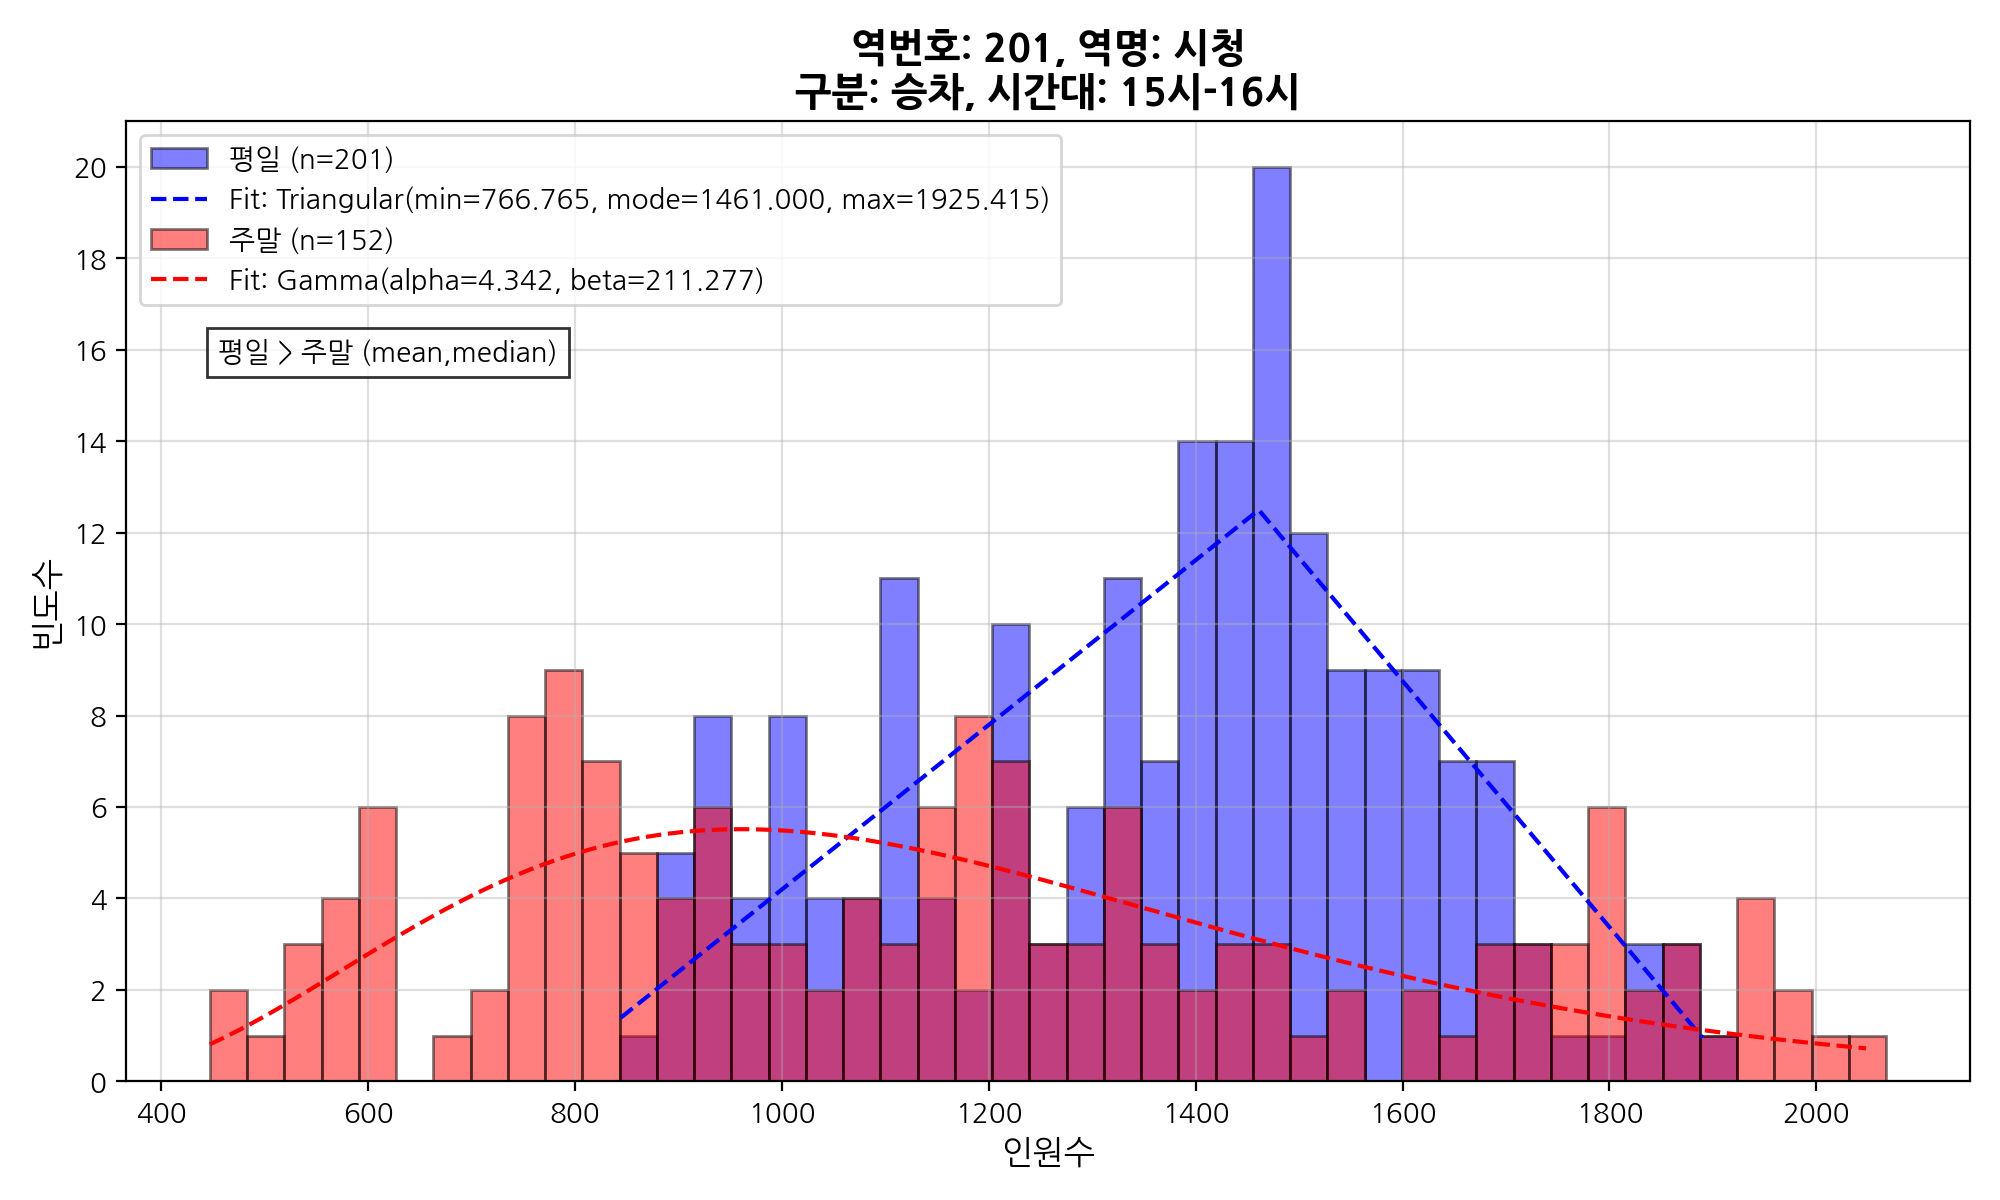 역번호: 201, 역명: 시청
구분: 승차, 시간대: 15시-16시
평일 (n=201)
Fit: Triangular(min=766.765, mode=1461.000, max=1925.415)
주말 (n=152)
Fit: Gamma(alpha=4.342, beta=211.277)
평일 > 주말 (mean,median)
빈도수
20
18
16
14
12
10
8
6
4
2
0
400 600 800 1000 1200 1400 1600 1800 2000
인원수